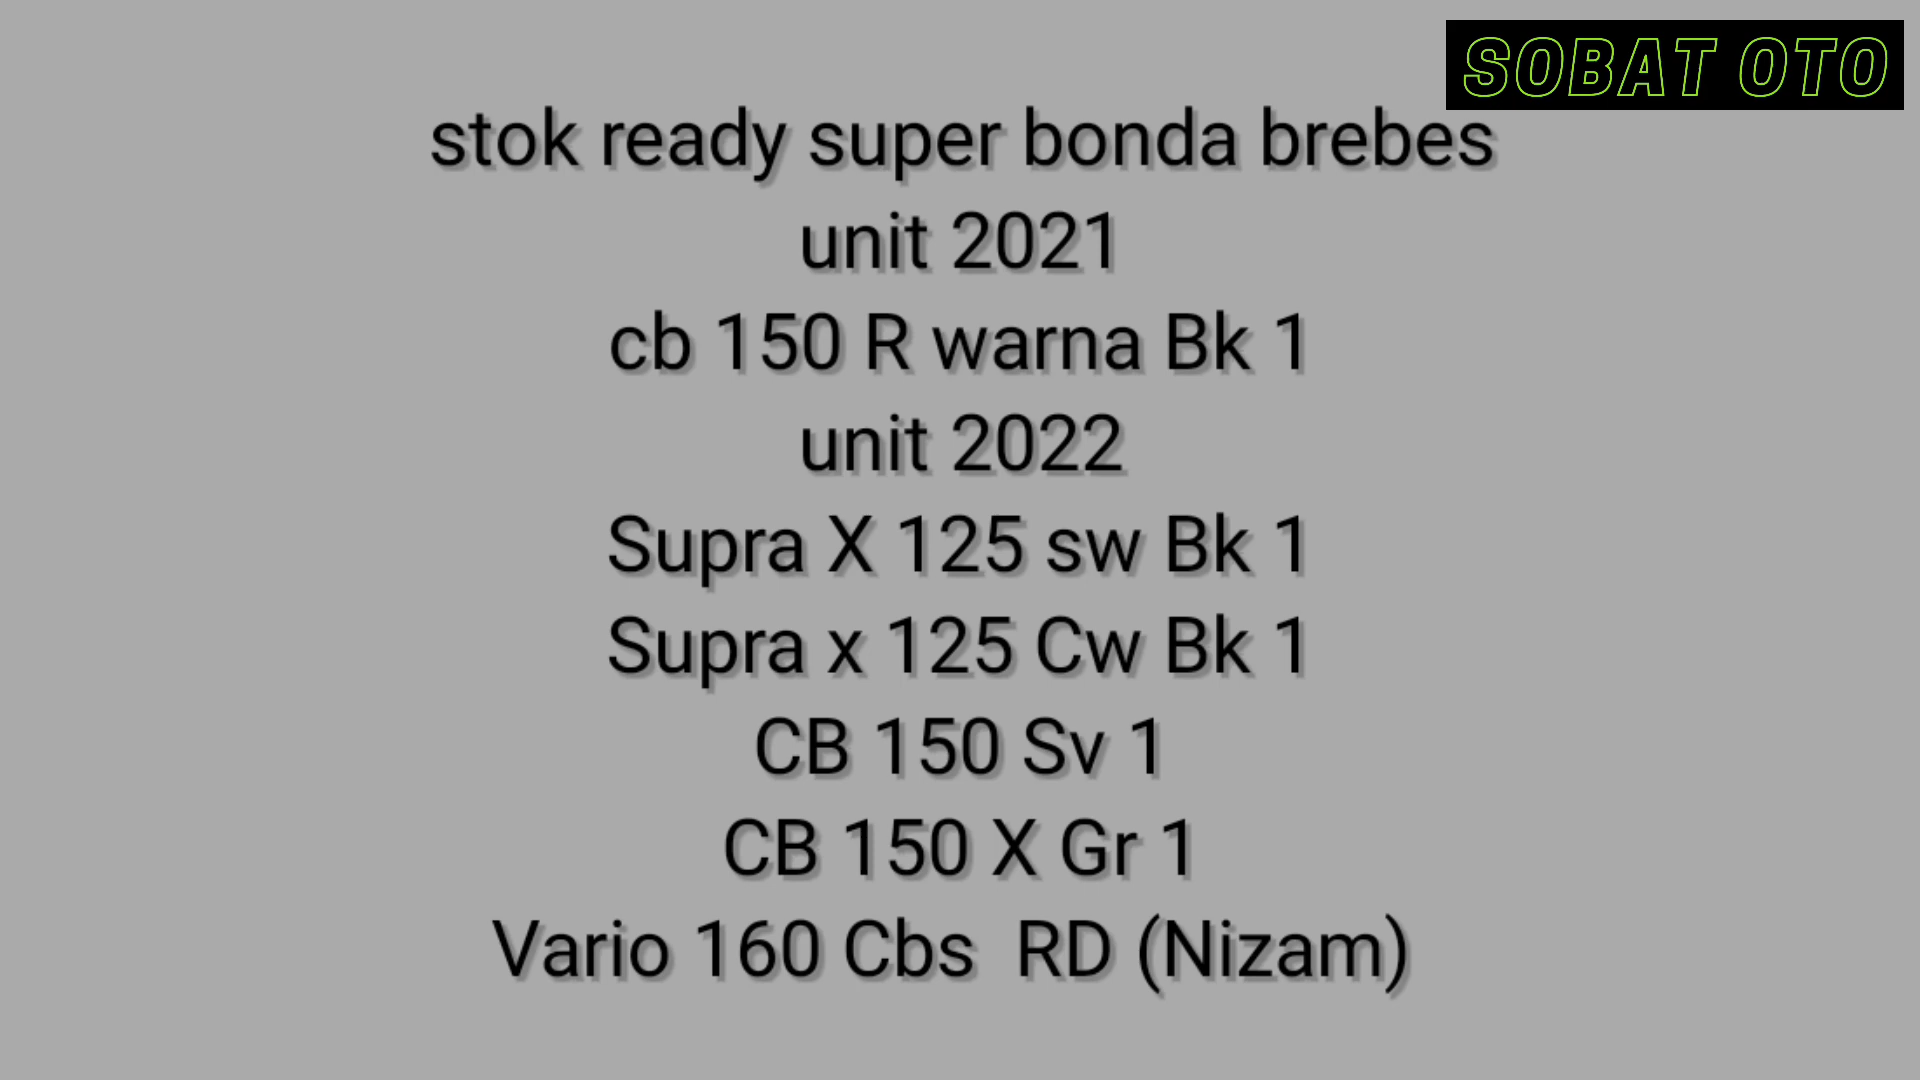 SOBAT OTO
stok ready super bonda brebes
unit 2021
cb 150 R warna Bk 1
unit 2022
Supra X 125 sw Bk 1
Supra x 125 Cw Bk 1
CB 150 Sv 1
CB 150 X Gr 1
Vario 160 Cbs  RD (Nizam)